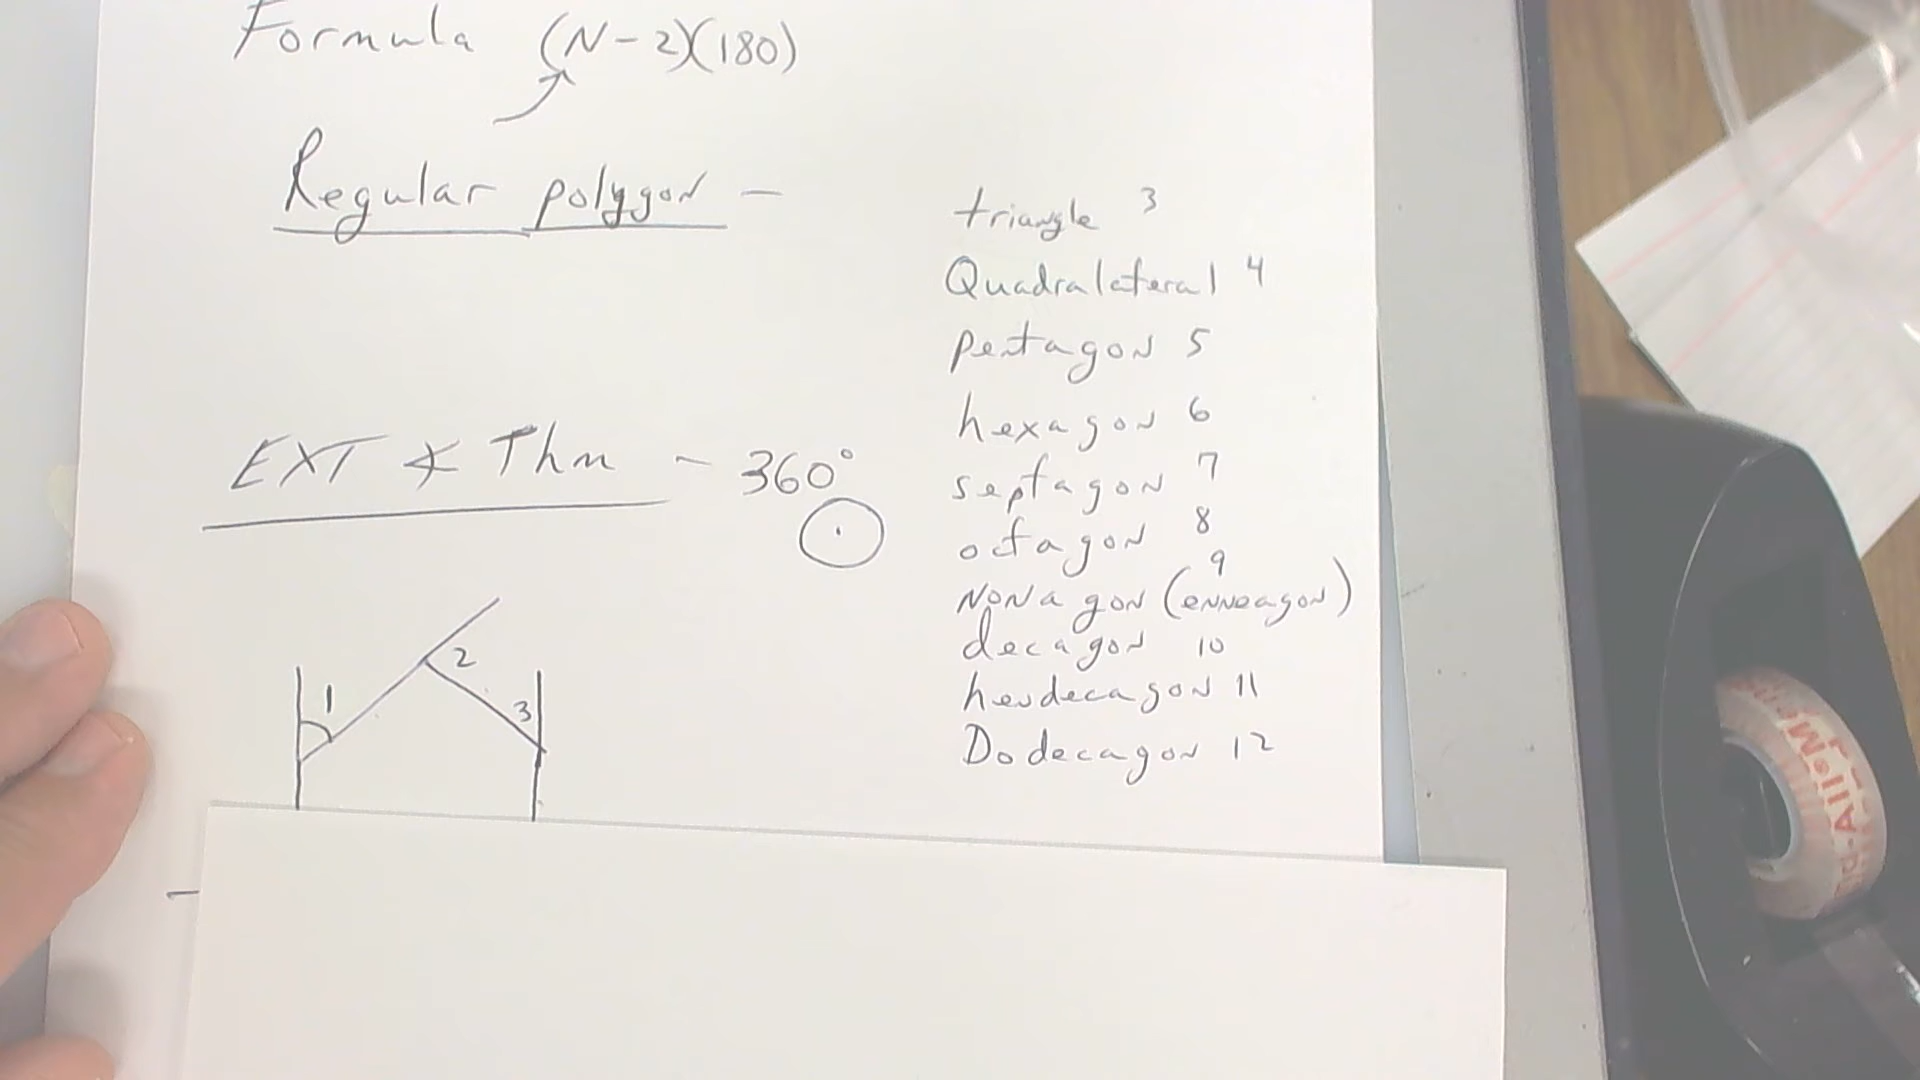 Formula (N-2)(180)
Regular polygon -
triangle 3
Quadralateral 4
pentagon 5
hexagon 6
septagon 7
octagon 8
Nonagon (enneagon) 9
decagon 10
hendecagon 11
Dodecagon 12
EXT ∡ Thm - 360°
1
2
3